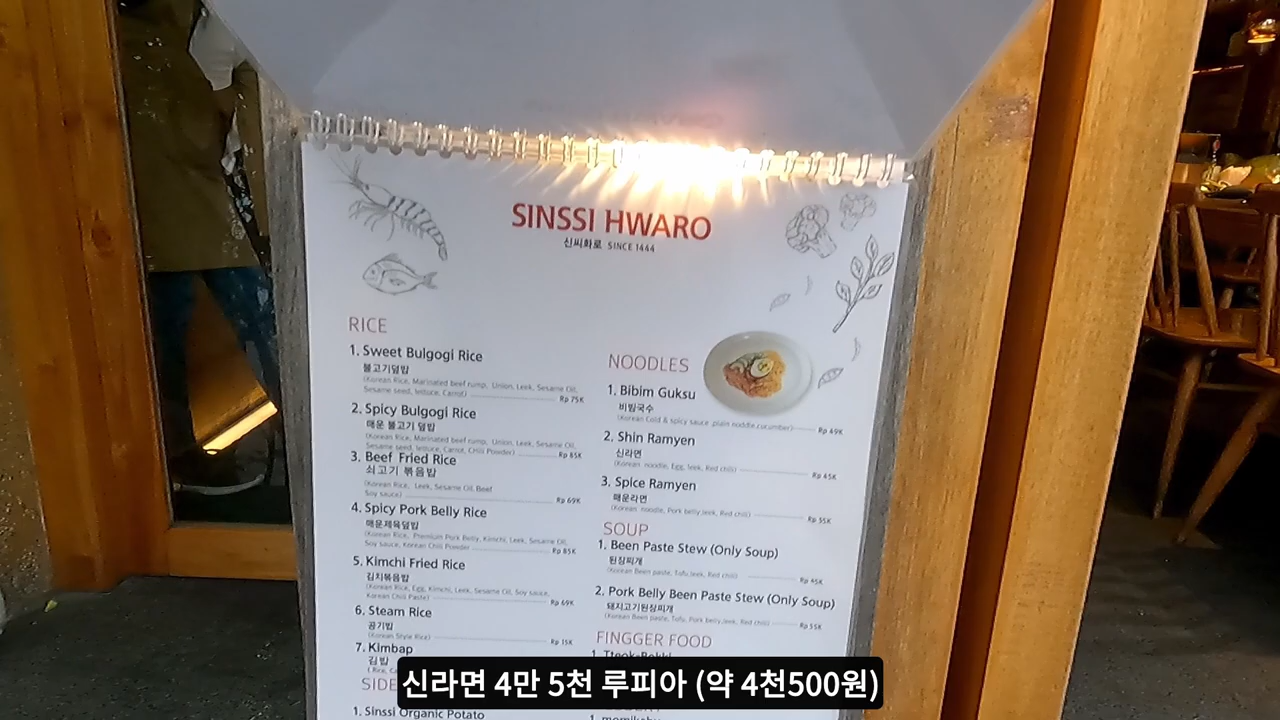 SINSSI HWARO
신씨화로 SINCE 1444
RICE
1. Sweet Bulgogi Rice
불고기덮밥
(Korean Rice, Marinated beef rump, Union, Leek, Sesame Oil,
Sesame seed, lettuce, Carrot) Rp 75K
2. Spicy Bulgogi Rice
매운 불고기 덮밥
(Korean Rice, Marinated beef rump, Union, Leek, Sesame Oil,
Sesame seed, lettuce, Carrot, Chili Powder) Rp 85K
3. Beef Fried Rice
쇠고기 볶음밥
(Korean Rice, Leek, Sesame Oil, Beef
Soy sauce) Rp 69K
4. Spicy Pork Belly Rice
매운제육덮밥
(Korean Rice, Premium Pork Belly, Kimchi, Leek, Sesame Oil,
Soy sauce, Korean Chili Powder Rp 85K
5. Kimchi Fried Rice
김치볶음밥
(Korean Rice, Egg, Kimchi, Leek, Sesame Oil, Soy sauce,
Korean Chili Paste) Rp 69K
6. Steam Rice
공기밥
(Korean Style Rice) Rp 15K
7. Kimbap
김밥
SIDE
1. Sinssi Organic Potato
NOODLES
1. Bibim Guksu
비빔국수
(Korean Cold & spicy sauce ,plain noddle,cucumber) Rp 49K
2. Shin Ramyen
신라면
(Korean noodle, Egg, leek, Red chili) Rp 45K
3. Spice Ramyen
매운라면
(Korean noodle, Pork belly,leek, Red chili) Rp 55K
SOUP
1. Been Paste Stew (Only Soup)
된장찌개
(Korean Been paste, Tofu,leek, Red chili) Rp 45K
2. Pork Belly Been Paste Stew (Only Soup)
돼지고기된장찌개
(Korean Been paste, Tofu, Pork belly,leek, Red chili) Rp 55K
FINGGER FOOD
1. Tteok-Bokki
신라면 4만 5천 루피아 (약 4천500원)